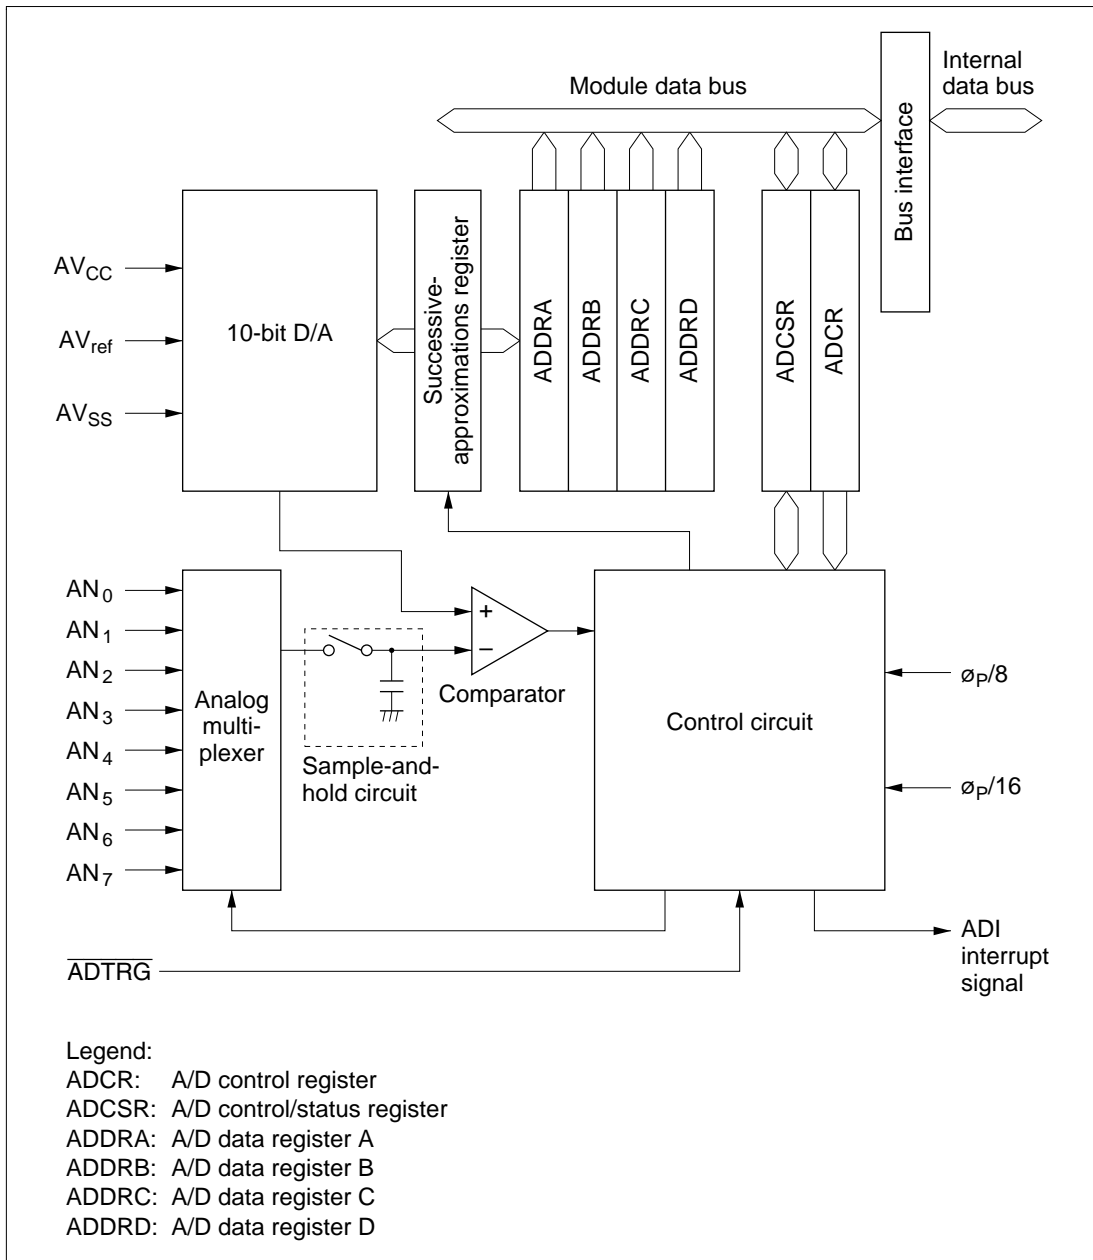 Module data bus
Internal
data bus
Bus interface
AVCC
AVref
AVSS
10-bit D/A
Successive-
approximations register
ADDRA
ADDRB
ADDRC
ADDRD
ADCSR
ADCR
AN0
AN1
AN2
AN3
AN4
AN5
AN6
AN7
Analog
multi-
plexer
+
−
Comparator
Sample-and-
hold circuit
Control circuit
øP/8
øP/16
ADTRG
ADI
interrupt
signal
Legend:
ADCR: A/D control register
ADCSR: A/D control/status register
ADDRA: A/D data register A
ADDRB: A/D data register B
ADDRC: A/D data register C
ADDRD: A/D data register D